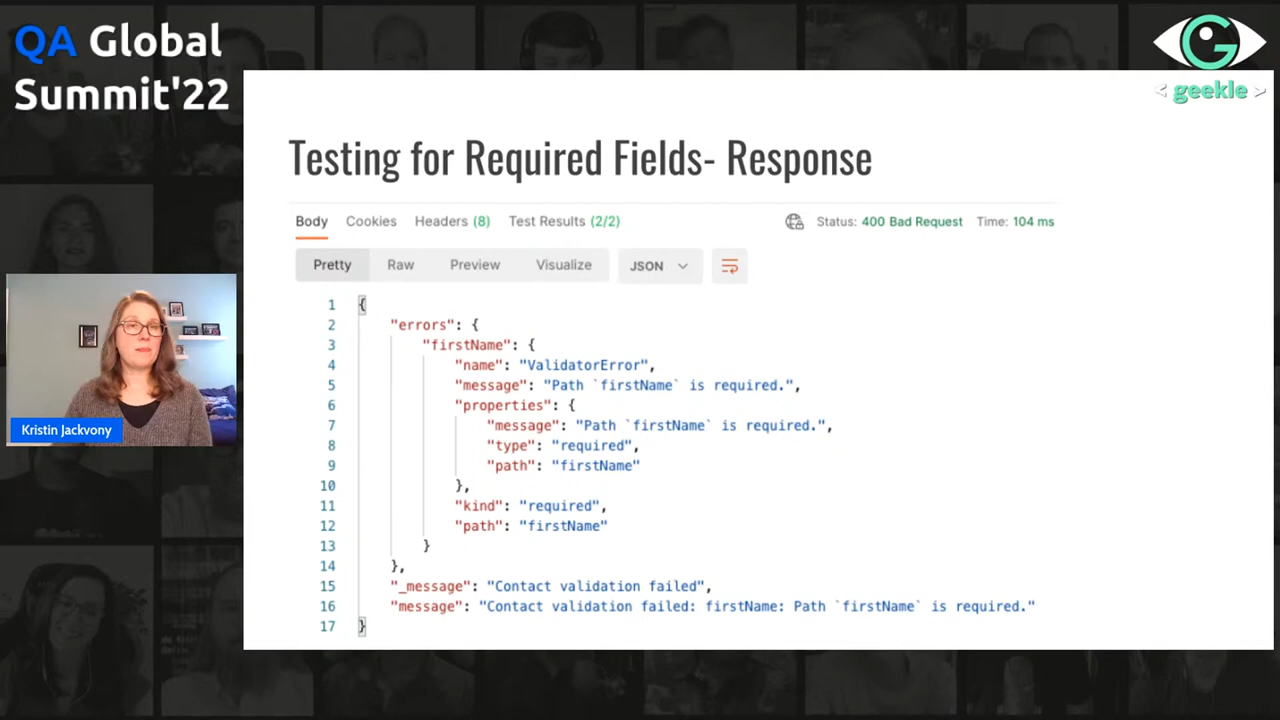 QA Global
Summit'22
< geekle >
Testing for Required Fields- Response
Body Cookies Headers (8) Test Results (2/2) Status: 400 Bad Request Time: 104 ms
Pretty Raw Preview Visualize JSON
1 {
2 "errors": {
3 "firstName": {
4 "name": "ValidatorError",
5 "message": "Path `firstName` is required.",
6 "properties": {
7 "message": "Path `firstName` is required.",
8 "type": "required",
9 "path": "firstName"
10 },
11 "kind": "required",
12 "path": "firstName"
13 }
14 },
15 "_message": "Contact validation failed",
16 "message": "Contact validation failed: firstName: Path `firstName` is required."
17 }
Kristin Jackvony